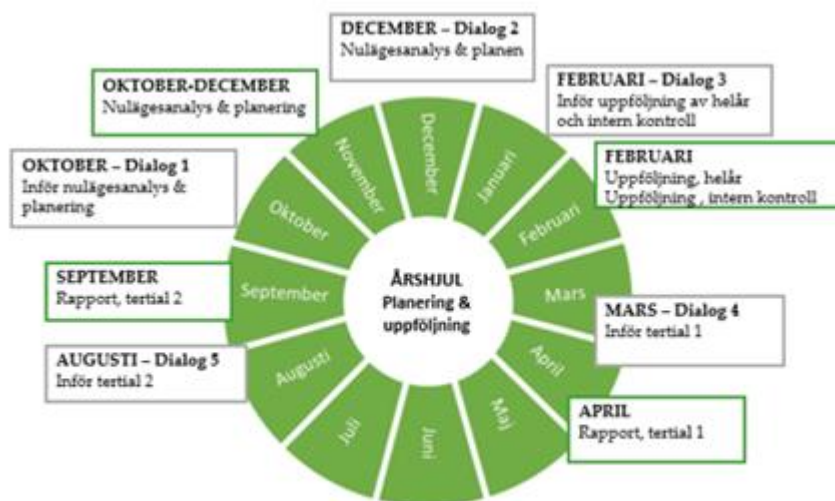 DECEMBER – Dialog 2
Nulägesanalys & planen
OKTOBER-DECEMBER
Nulägesanalys & planering
FEBRUARI – Dialog 3
Inför uppföljning av helår
och intern kontroll
OKTOBER – Dialog 1
Inför nulägesanalys &
planering
FEBRUARI
Uppföljning, helår
Uppföljning , intern kontroll
SEPTEMBER
Rapport, tertial 2
MARS – Dialog 4
Inför tertial 1
AUGUSTI – Dialog 5
Inför tertial 2
APRIL
Rapport, tertial 1
ÅRSHJUL
Planering &
uppföljning
Januari
Februari
Mars
April
Maj
Juni
Juli
Augusti
September
Oktober
November
December